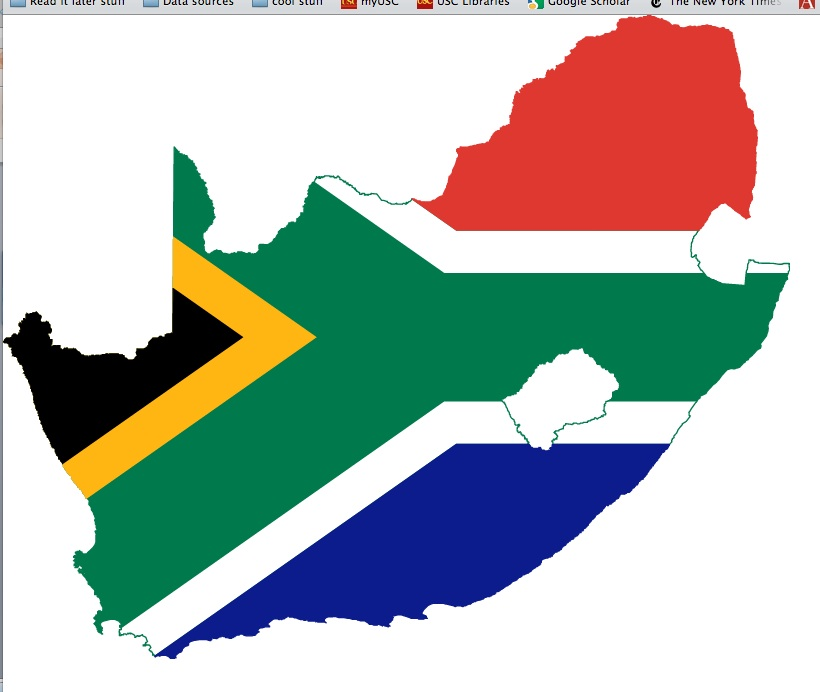 Read it later stuff Data sources cool stuff myUSC USC Libraries Google Scholar The New York Times